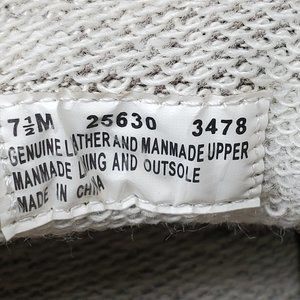 7½M 25630 3478
GENUINE LEATHER AND MANMADE UPPER
MANMADE LINING AND OUTSOLE
MADE IN CHINA